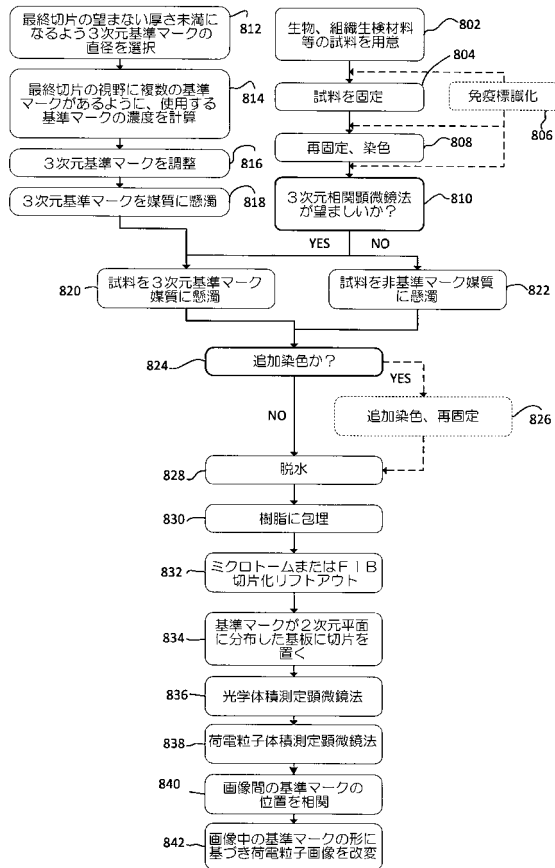 最終切片の望まない厚さ未満に
なるよう3次元基準マークの
直径を選択
812
最終切片の視野に複数の基準
マークがあるように、使用する
基準マークの濃度を計算
814
3次元基準マークを調整
816
3次元基準マークを媒質に懸濁
818
生物、組織生検材料
等の試料を用意
802
試料を固定
804
免疫標識化
806
再固定、染色
808
3次元相関顕微鏡法
が望ましいか?
810
YES
NO
820
試料を3次元基準マーク
媒質に懸濁
試料を非基準マーク媒質
に懸濁
822
824
追加染色か?
YES
NO
追加染色、再固定
826
828
脱水
830
樹脂に包埋
832
ミクロトームまたはFIB
切片化リフトアウト
834
基準マークが2次元平面
に分布した基板に切片を
置く
836
光学体積測定顕微鏡法
838
荷電粒子体積測定顕微鏡法
840
画像間の基準マークの
位置を相関
842
画像中の基準マークの形に
基づき荷電粒子画像を改変